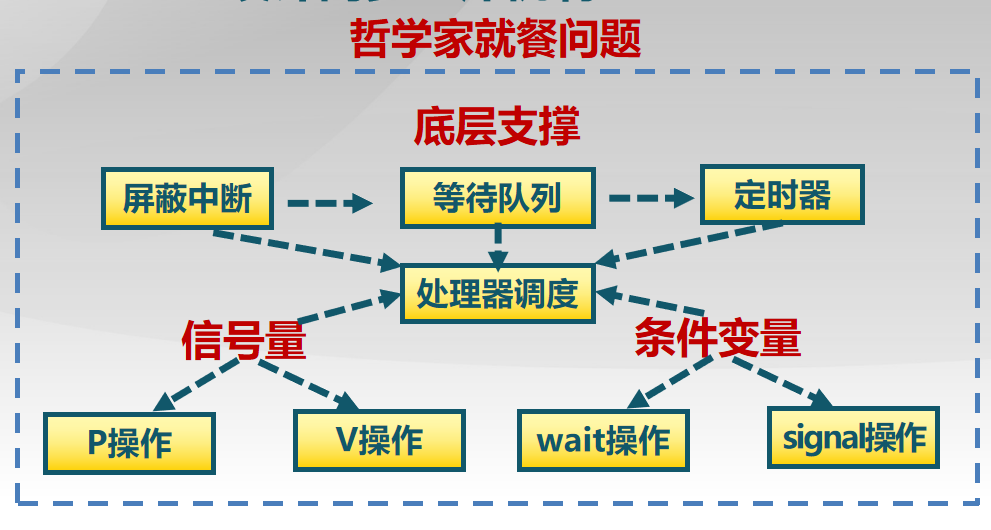 哲学家就餐问题
底层支撑
屏蔽中断
等待队列
定时器
处理器调度
信号量
条件变量
P操作
V操作
wait操作
signal操作